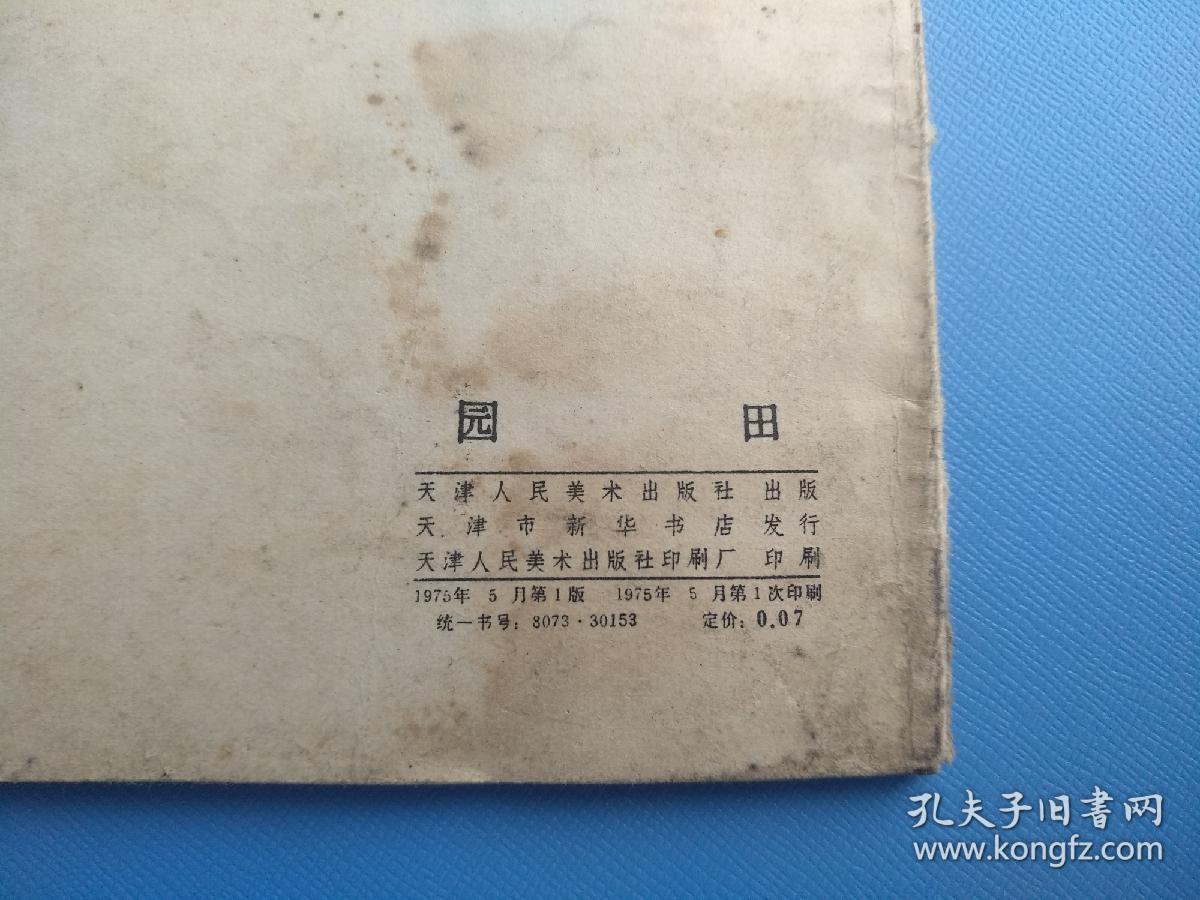 园 田
天津人民美术出版社 出版
天津市新华书店 发行
天津人民美术出版社印刷厂 印刷
1975年 5 月第1版 1975年 5 月第1次印刷
统一书号：8073·30153 定价：0.07
孔夫子旧書网
www.kongfz.com